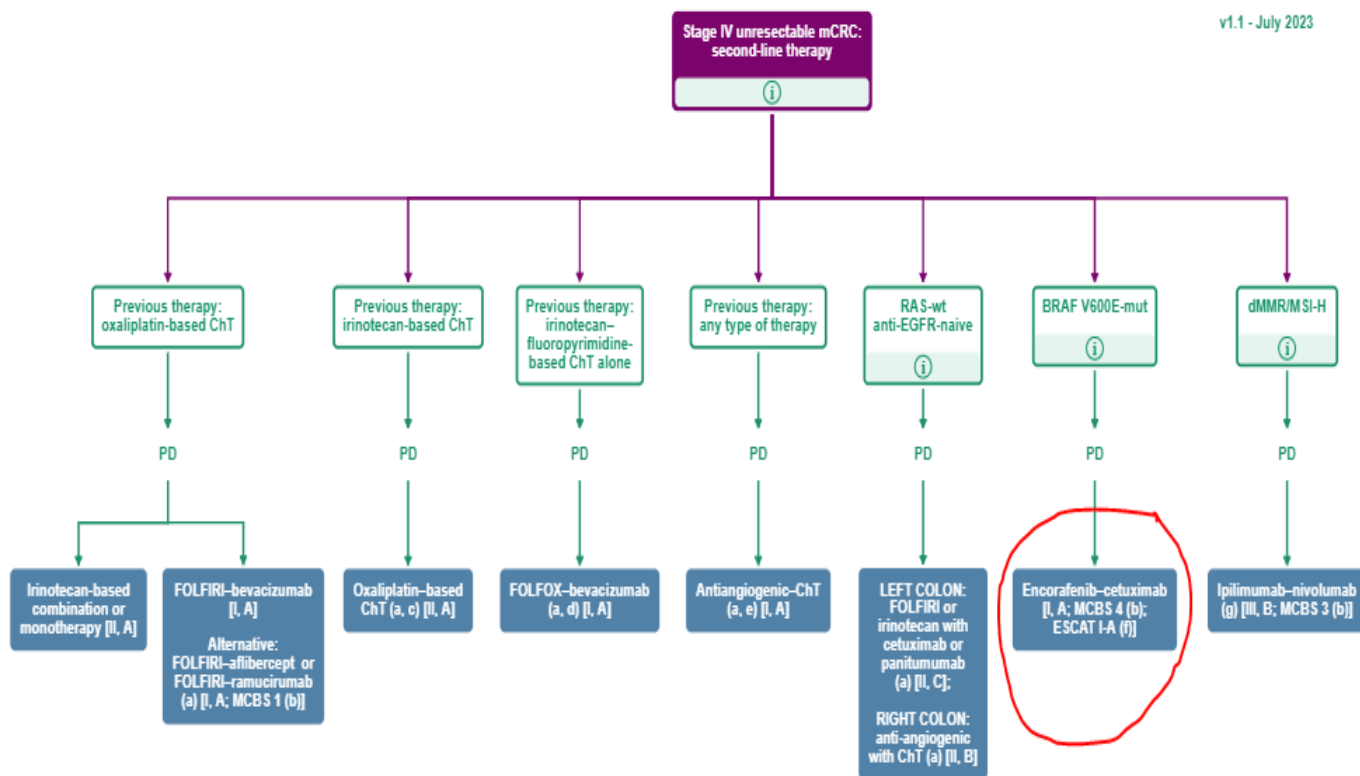 v1.1 - July 2023
Stage IV unresectable mCRC:
second-line therapy
i
Previous therapy:
oxaliplatin-based ChT
Previous therapy:
irinotecan-based ChT
Previous therapy:
irinotecan–
fluoropyrimidine-
based ChT alone
Previous therapy:
any type of therapy
RAS-wt
anti-EGFR-naive
i
BRAF V600E-mut
i
dMMR/MSI-H
i
PD
PD
PD
PD
PD
PD
PD
Irinotecan-based
combination or
monotherapy [II, A]
FOLFIRI–bevacizumab
[I, A]
Alternative:
FOLFIRI–aflibercept or
FOLFIRI–ramucirumab
(a) [I, A; MCBS 1 (b)]
Oxaliplatin–based
ChT (a, c) [II, A]
FOLFOX–bevacizumab
(a, d) [I, A]
Antiangiogenic–ChT
(a, e) [I, A]
LEFT COLON:
FOLFIRI or
irinotecan with
cetuximab or
panitumumab
(a) [II, C];
RIGHT COLON:
anti-angiogenic
with ChT (a) [II, B]
Encorafenib–cetuximab
[I, A; MCBS 4 (b);
ESCAT I-A (f)]
Ipilimumab–nivolumab
(g) [III, B; MCBS 3 (b)]